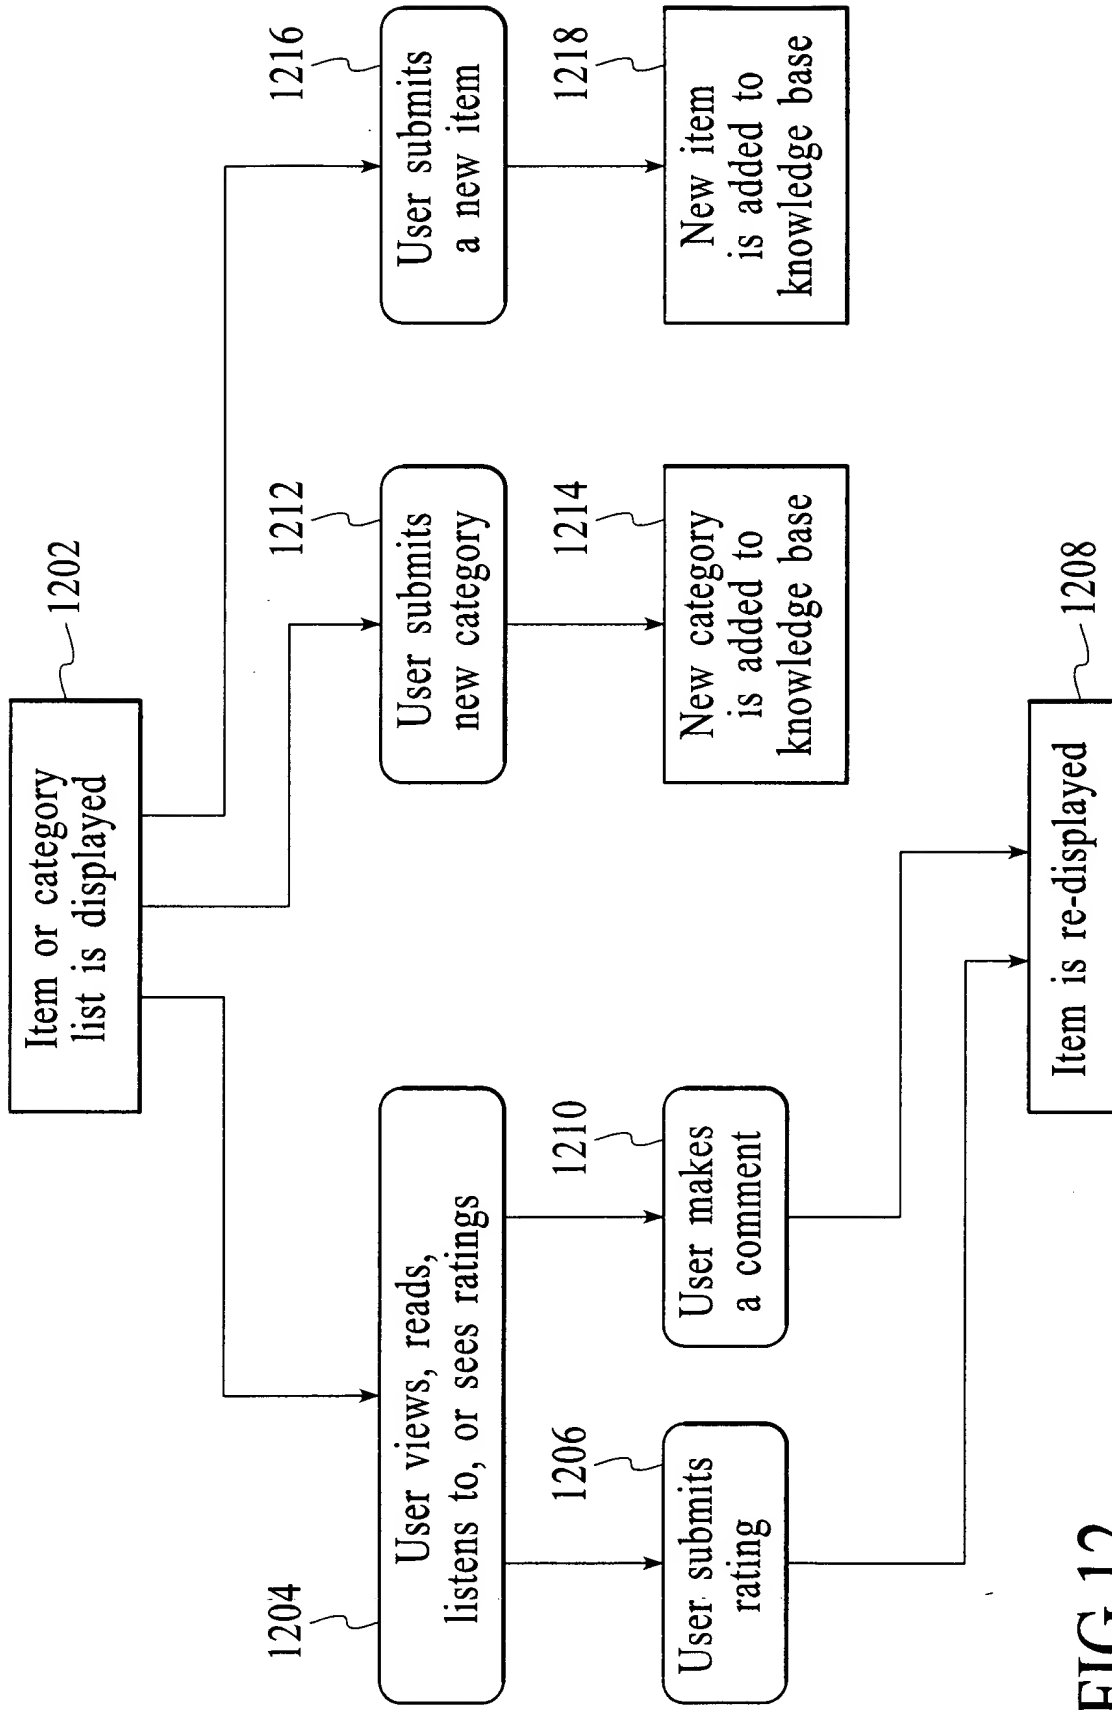 Item or category
list is displayed
1202
1204
User views, reads,
listens to, or sees ratings
1212
User submits
new category
1216
User submits
a new item
1206
User submits
rating
1210
User makes
a comment
1214
New category
is added to
knowledge base
1218
New item
is added to
knowledge base
1208
Item is re-displayed
FIG.12